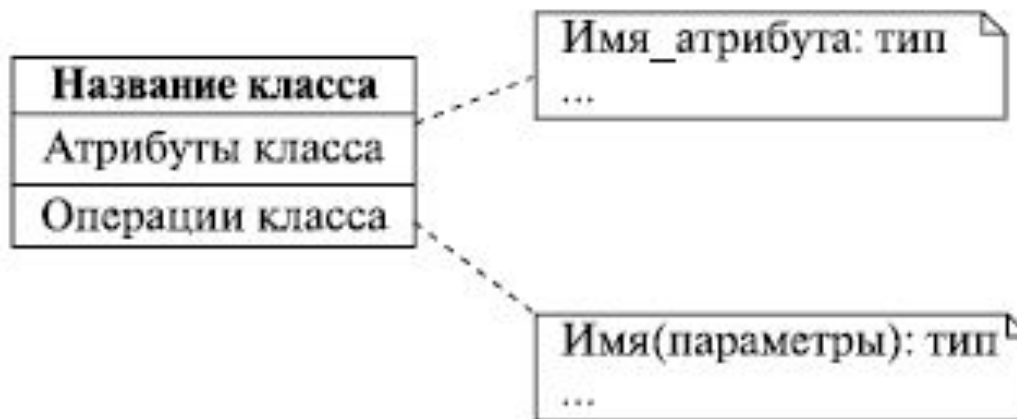 Имя_атрибута: тип
...
Название класса
Атрибуты класса
Операции класса
Имя(параметры): тип
...